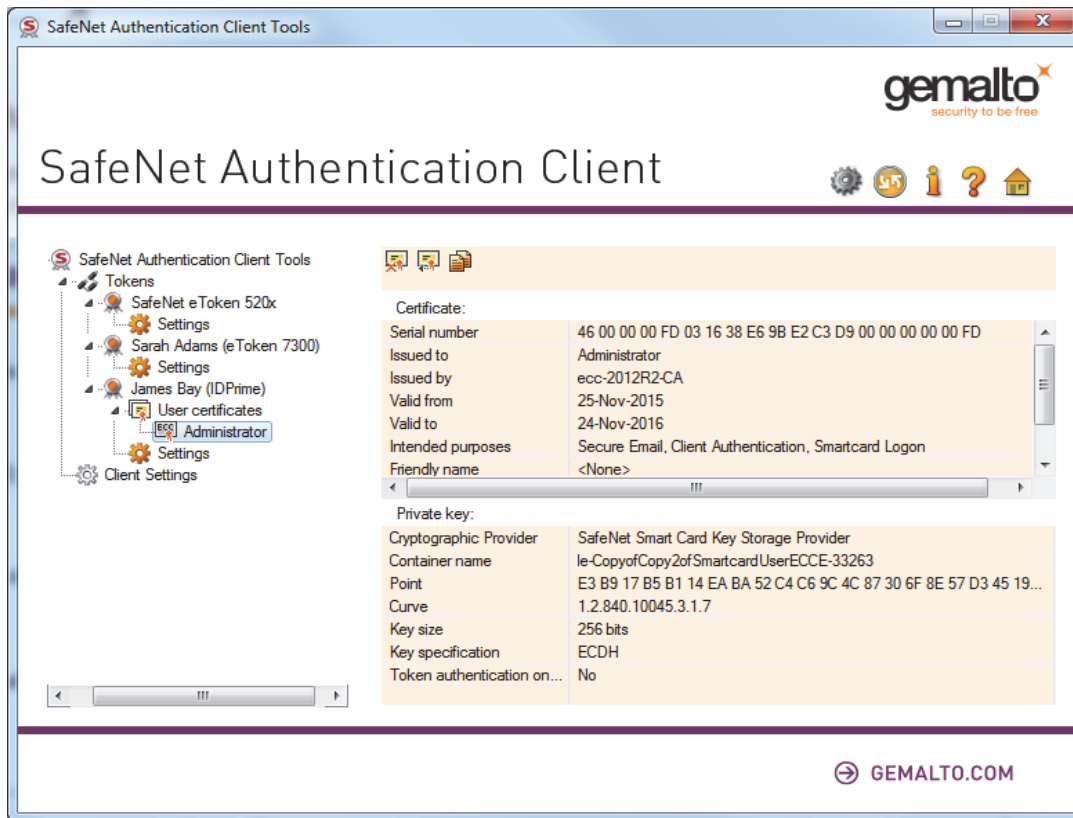 SafeNet Authentication Client Tools
gemalto
security to be free
SafeNet Authentication Client
SafeNet Authentication Client Tools
Tokens
SafeNet eToken 520x
Settings
Sarah Adams (eToken 7300)
Settings
James Bay (IDPrime)
User certificates
ECC Administrator
Settings
Client Settings
Certificate:
Serial number 46 00 00 00 FD 03 16 38 E6 9B E2 C3 D9 00 00 00 00 00 FD
Issued to Administrator
Issued by ecc-2012R2-CA
Valid from 25-Nov-2015
Valid to 24-Nov-2016
Intended purposes Secure Email, Client Authentication, Smartcard Logon
Friendly name <None>
Private key:
Cryptographic Provider SafeNet Smart Card Key Storage Provider
Container name le-CopyofCopy2ofSmartcardUserECCE-33263
Point E3 B9 17 B5 B1 14 EA BA 52 C4 C6 9C 4C 87 30 6F 8E 57 D3 45 19...
Curve 1.2.840.10045.3.1.7
Key size 256 bits
Key specification ECDH
Token authentication on... No
GEMALTO.COM